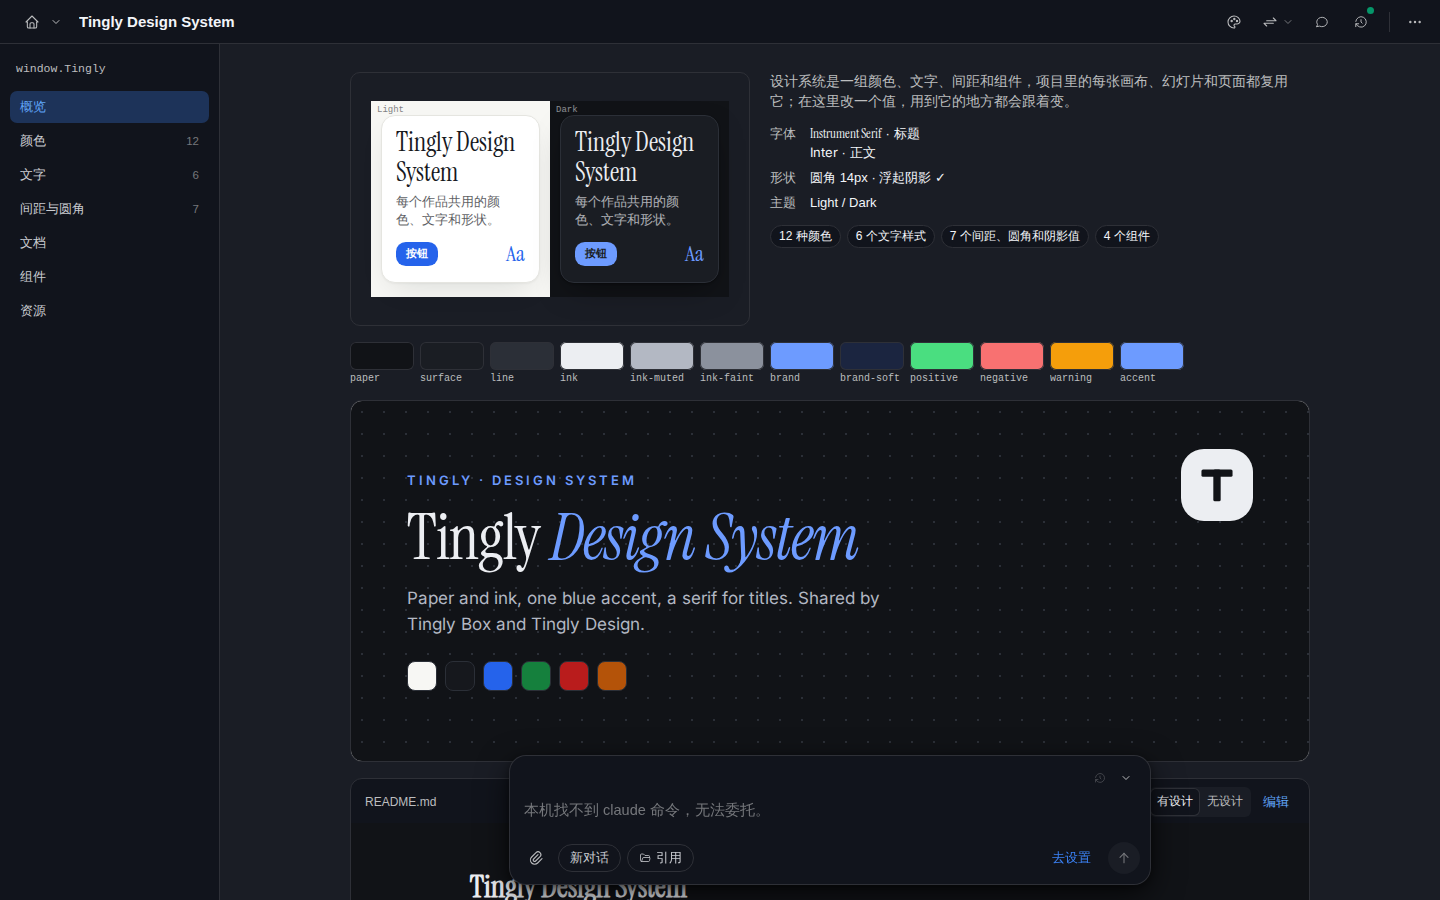 Tingly Design System
window.Tingly
概览
颜色 12
文字 6
间距与圆角 7
文档
组件
资源
Light
Tingly Design
System
每个作品共用的颜
色、文字和形状。
按钮
Aa
Dark
Tingly Design
System
每个作品共用的颜
色、文字和形状。
按钮
Aa
设计系统是一组颜色、文字、间距和组件，项目里的每张画布、幻灯片和页面都复用
它；在这里改一个值，用到它的地方都会跟着变。
字体 Instrument Serif · 标题
Inter · 正文
形状 圆角 14px · 浮起阴影 ✓
主题 Light / Dark
12 种颜色 6 个文字样式 7 个间距、圆角和阴影值 4 个组件
paper surface line ink ink-muted ink-faint brand brand-soft positive negative warning accent
TINGLY · DESIGN SYSTEM
T
Tingly Design System
Paper and ink, one blue accent, a serif for titles. Shared by
Tingly Box and Tingly Design.
README.md
有设计 无设计 编辑
本机找不到 claude 命令，无法委托。
新对话 引用 去设置
Tingly Design System